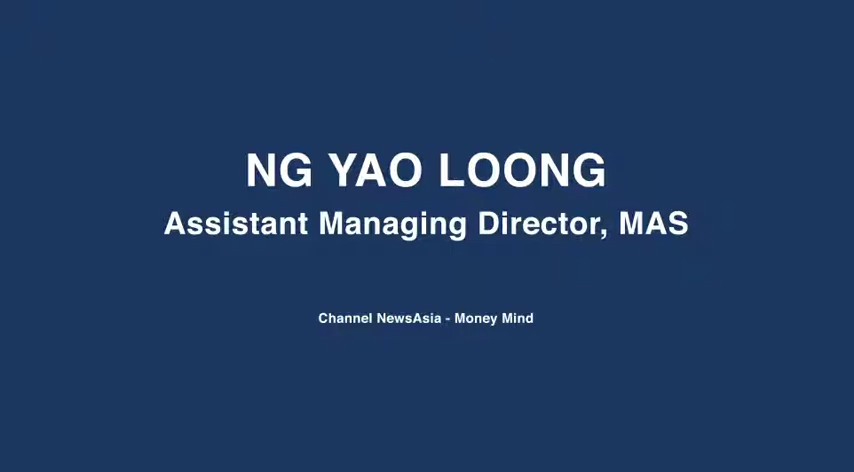 NG YAO LOONG
Assistant Managing Director, MAS
Channel NewsAsia - Money Mind